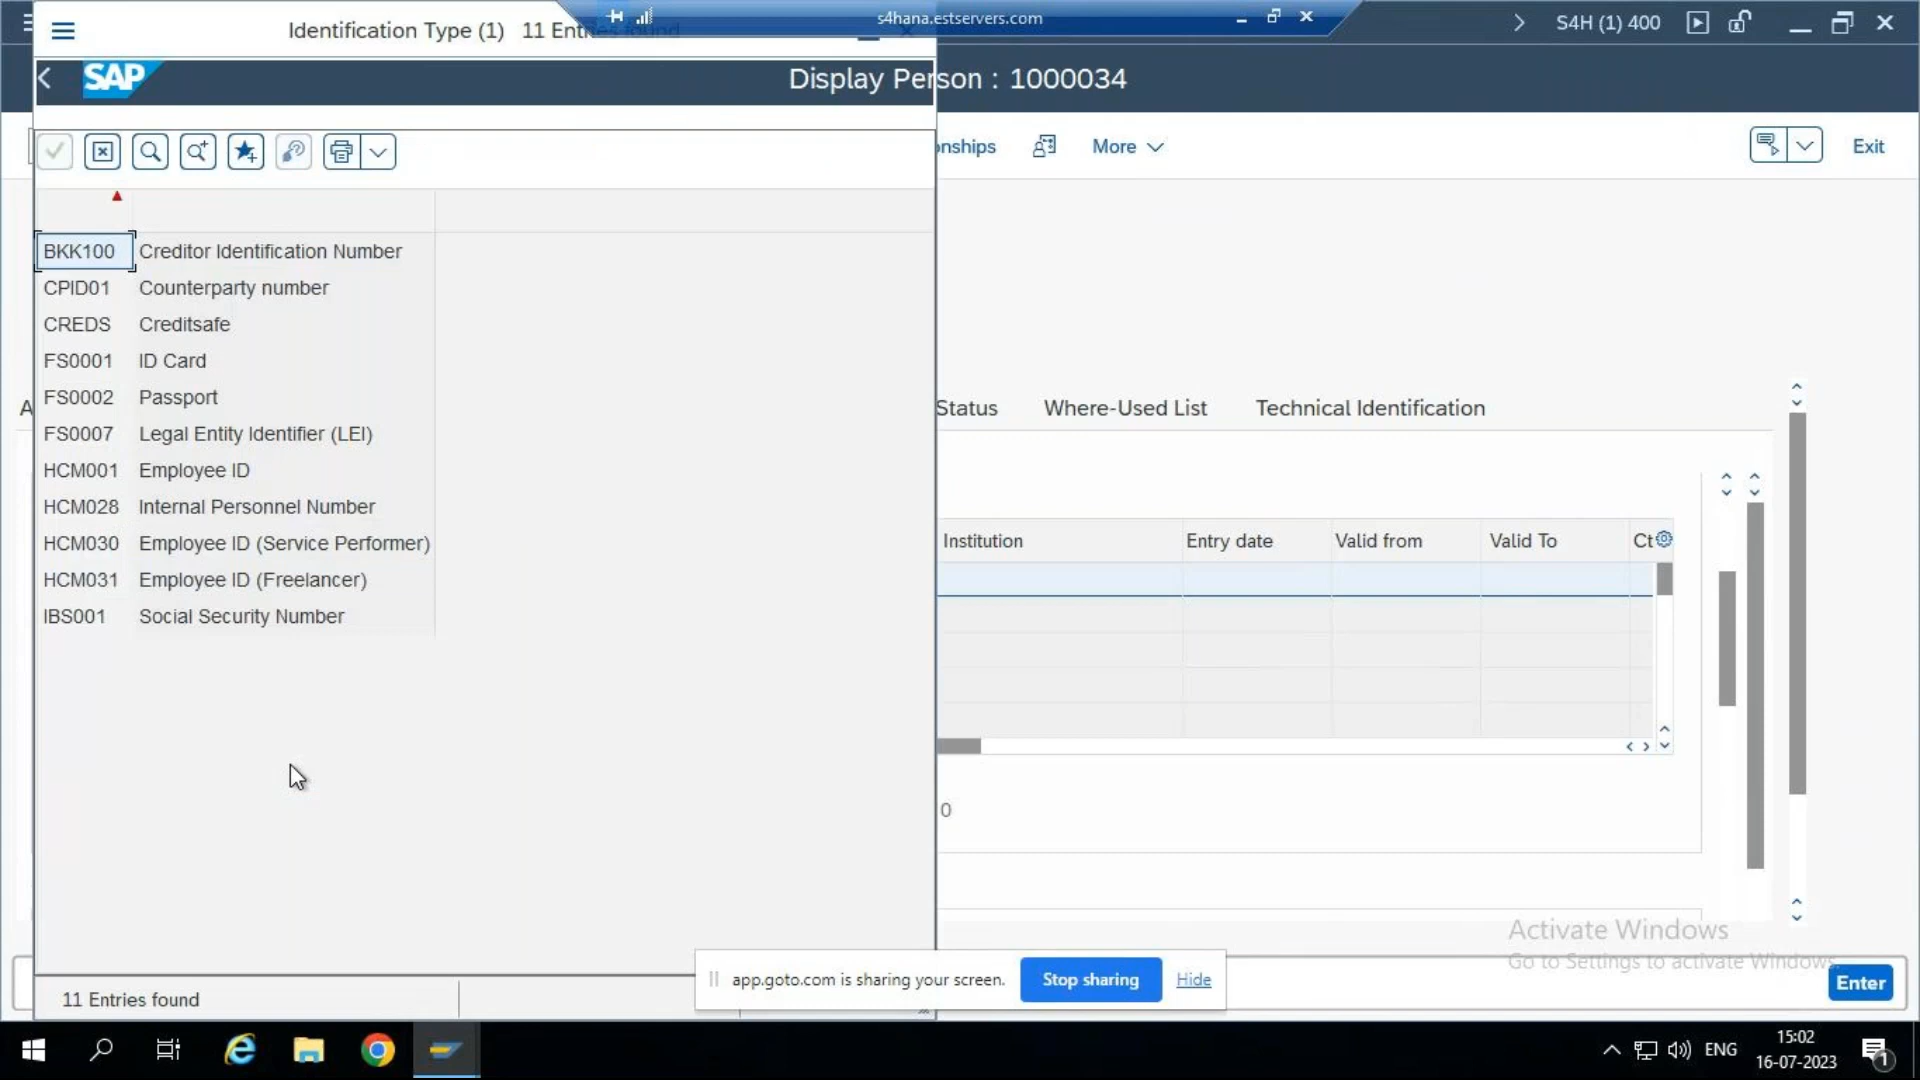 Identification Type (1) 11 Entries found
s4hana.estservers.com
S4H (1) 400
SAP
Display Person : 1000034
More
Exit
BKK100 Creditor Identification Number
CPID01 Counterparty number
CREDS Creditsafe
FS0001 ID Card
FS0002 Passport
FS0007 Legal Entity Identifier (LEI)
HCM001 Employee ID
HCM028 Internal Personnel Number
HCM030 Employee ID (Service Performer)
HCM031 Employee ID (Freelancer)
IBS001 Social Security Number
Status Where-Used List Technical Identification
Institution Entry date Valid from Valid To Ct
0
Activate Windows
Go to Settings to activate Windows.
app.goto.com is sharing your screen. Stop sharing Hide
Enter
11 Entries found
ENG
15:02
16-07-2023
1